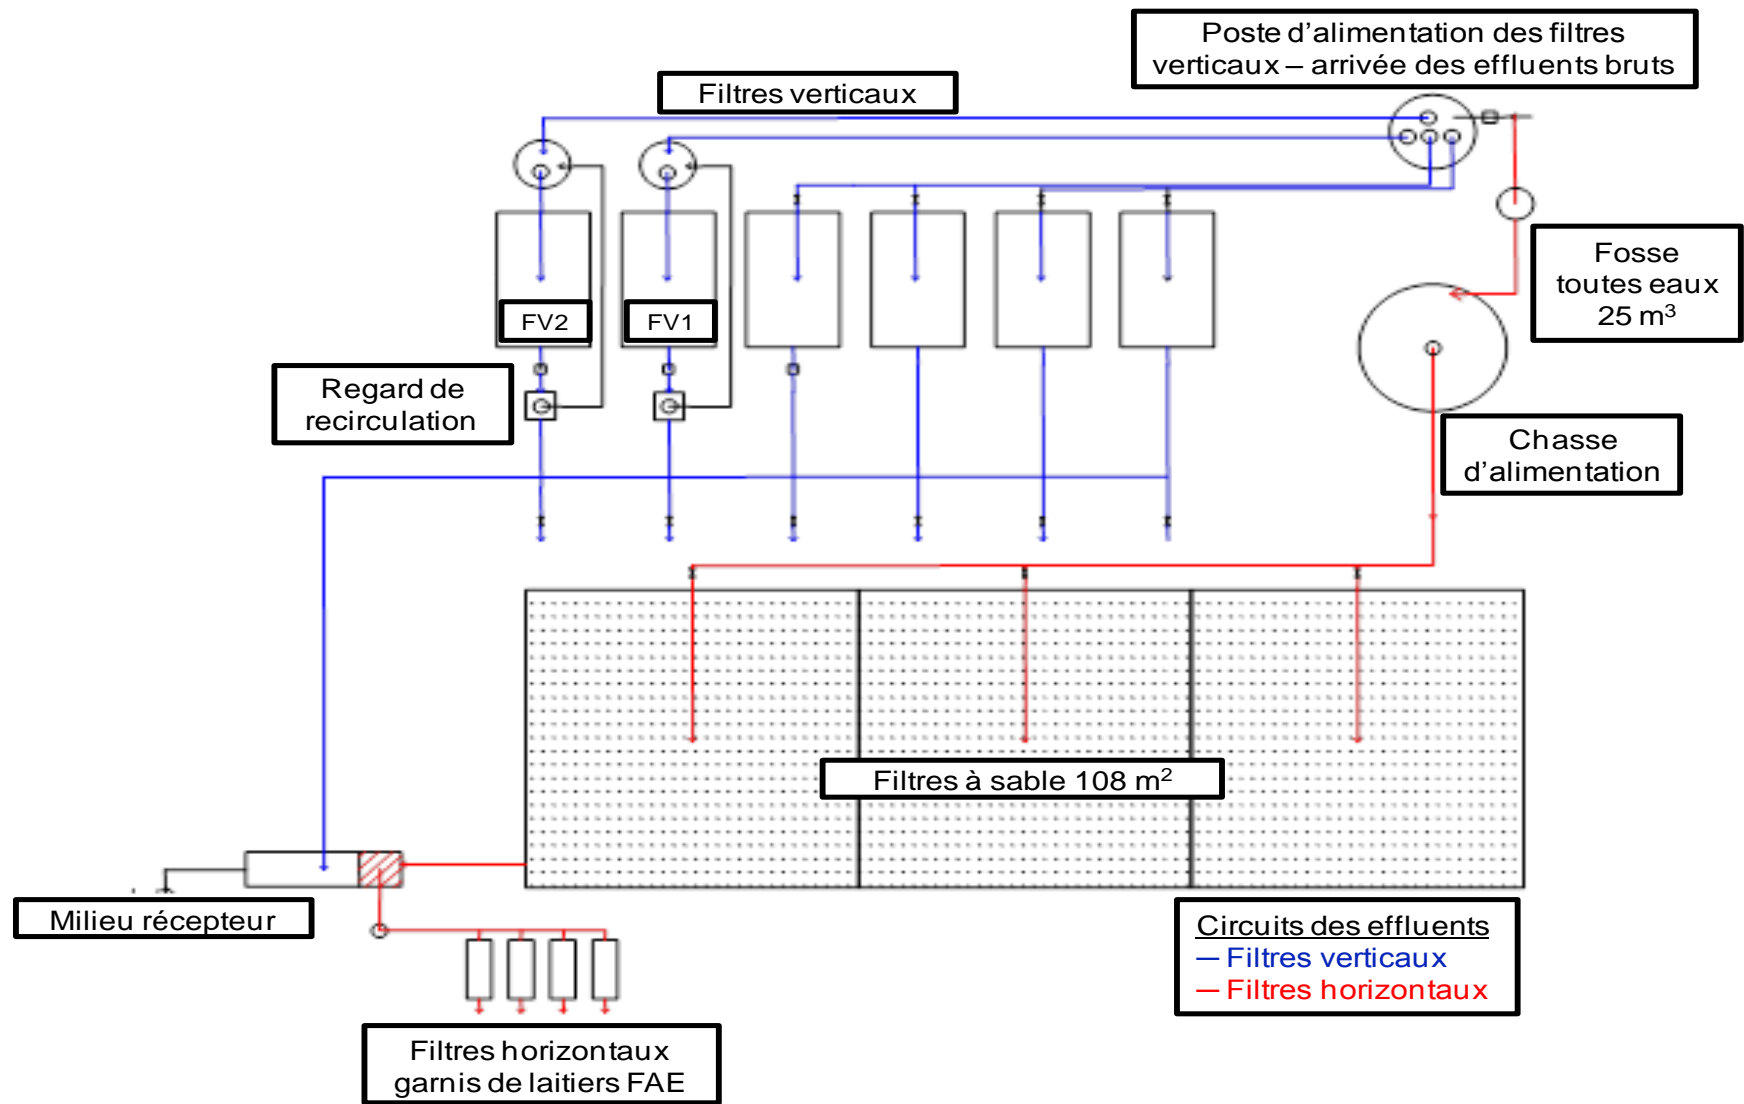 Poste d'alimentation des filtres
verticaux – arrivée des effluents bruts
Filtres verticaux
Fosse
toutes eaux
25 m³
FV2
FV1
Regard de
recirculation
Chasse
d'alimentation
Filtres à sable 108 m²
Milieu récepteur
Circuits des effluents
— Filtres verticaux
— Filtres horizontaux
Filtres horizontaux
garnis de laitiers FAE